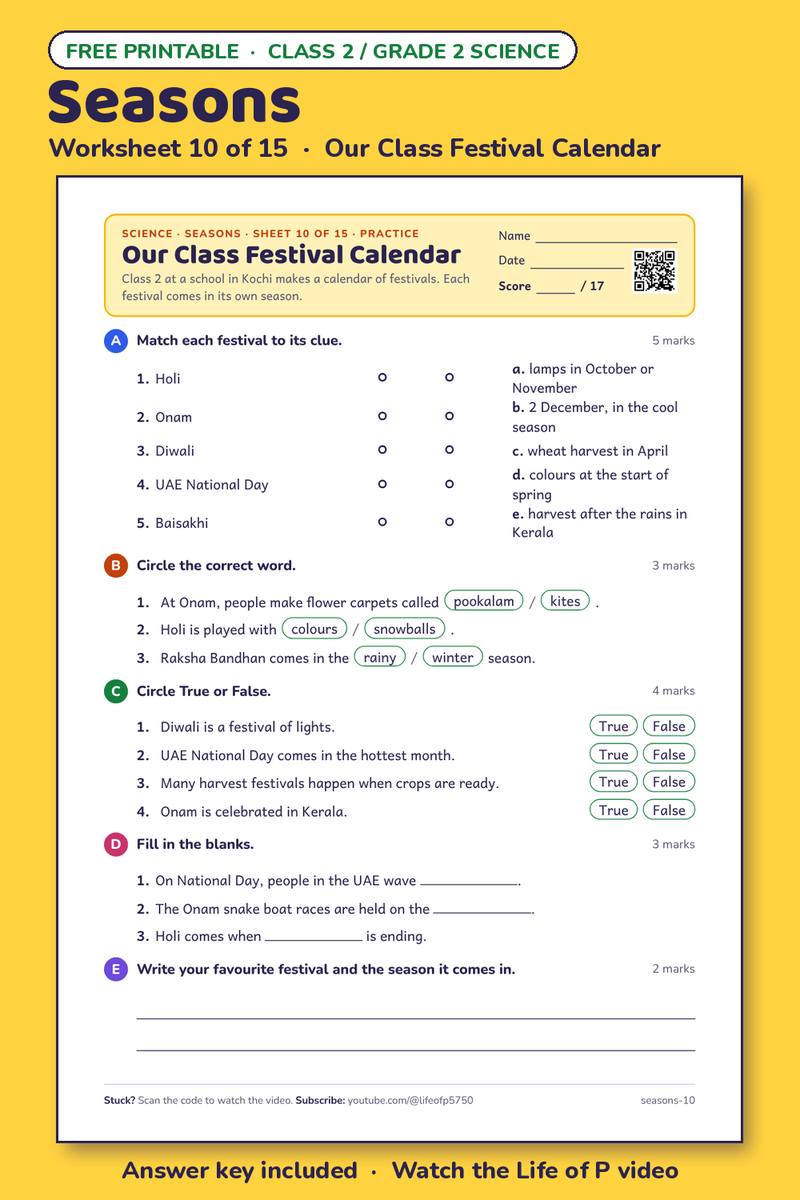 FREE PRINTABLE · CLASS 2 / GRADE 2 SCIENCE
Seasons
Worksheet 10 of 15 · Our Class Festival Calendar
SCIENCE · SEASONS · SHEET 10 OF 15 · PRACTICE
Our Class Festival Calendar
Class 2 at a school in Kochi makes a calendar of festivals. Each
festival comes in its own season.
Name ____________
Date ____________
Score ______ / 17
A Match each festival to its clue. 5 marks
1. Holi
a. lamps in October or
November
2. Onam
b. 2 December, in the cool
season
3. Diwali
c. wheat harvest in April
4. UAE National Day
d. colours at the start of
spring
5. Baisakhi
e. harvest after the rains in
Kerala
B Circle the correct word. 3 marks
1. At Onam, people make flower carpets called pookalam / kites .
2. Holi is played with colours / snowballs .
3. Raksha Bandhan comes in the rainy / winter season.
C Circle True or False. 4 marks
1. Diwali is a festival of lights. True False
2. UAE National Day comes in the hottest month. True False
3. Many harvest festivals happen when crops are ready. True False
4. Onam is celebrated in Kerala. True False
D Fill in the blanks. 3 marks
1. On National Day, people in the UAE wave ____________.
2. The Onam snake boat races are held on the ____________.
3. Holi comes when ____________ is ending.
E Write your favourite festival and the season it comes in. 2 marks
Stuck? Scan the code to watch the video. Subscribe: youtube.com/@lifeofp5750
seasons-10
Answer key included · Watch the Life of P video